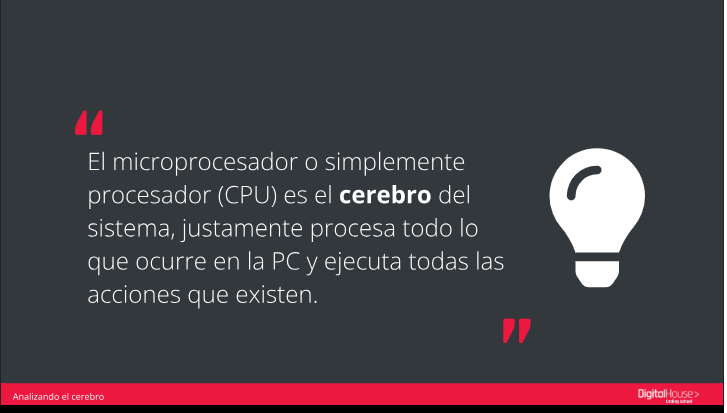 “
El microprocesador o simplemente
procesador (CPU) es el cerebro del
sistema, justamente procesa todo lo
que ocurre en la PC y ejecuta todas las
acciones que existen.
”
Analizando el cerebro
DigitalHouse>
Coding School